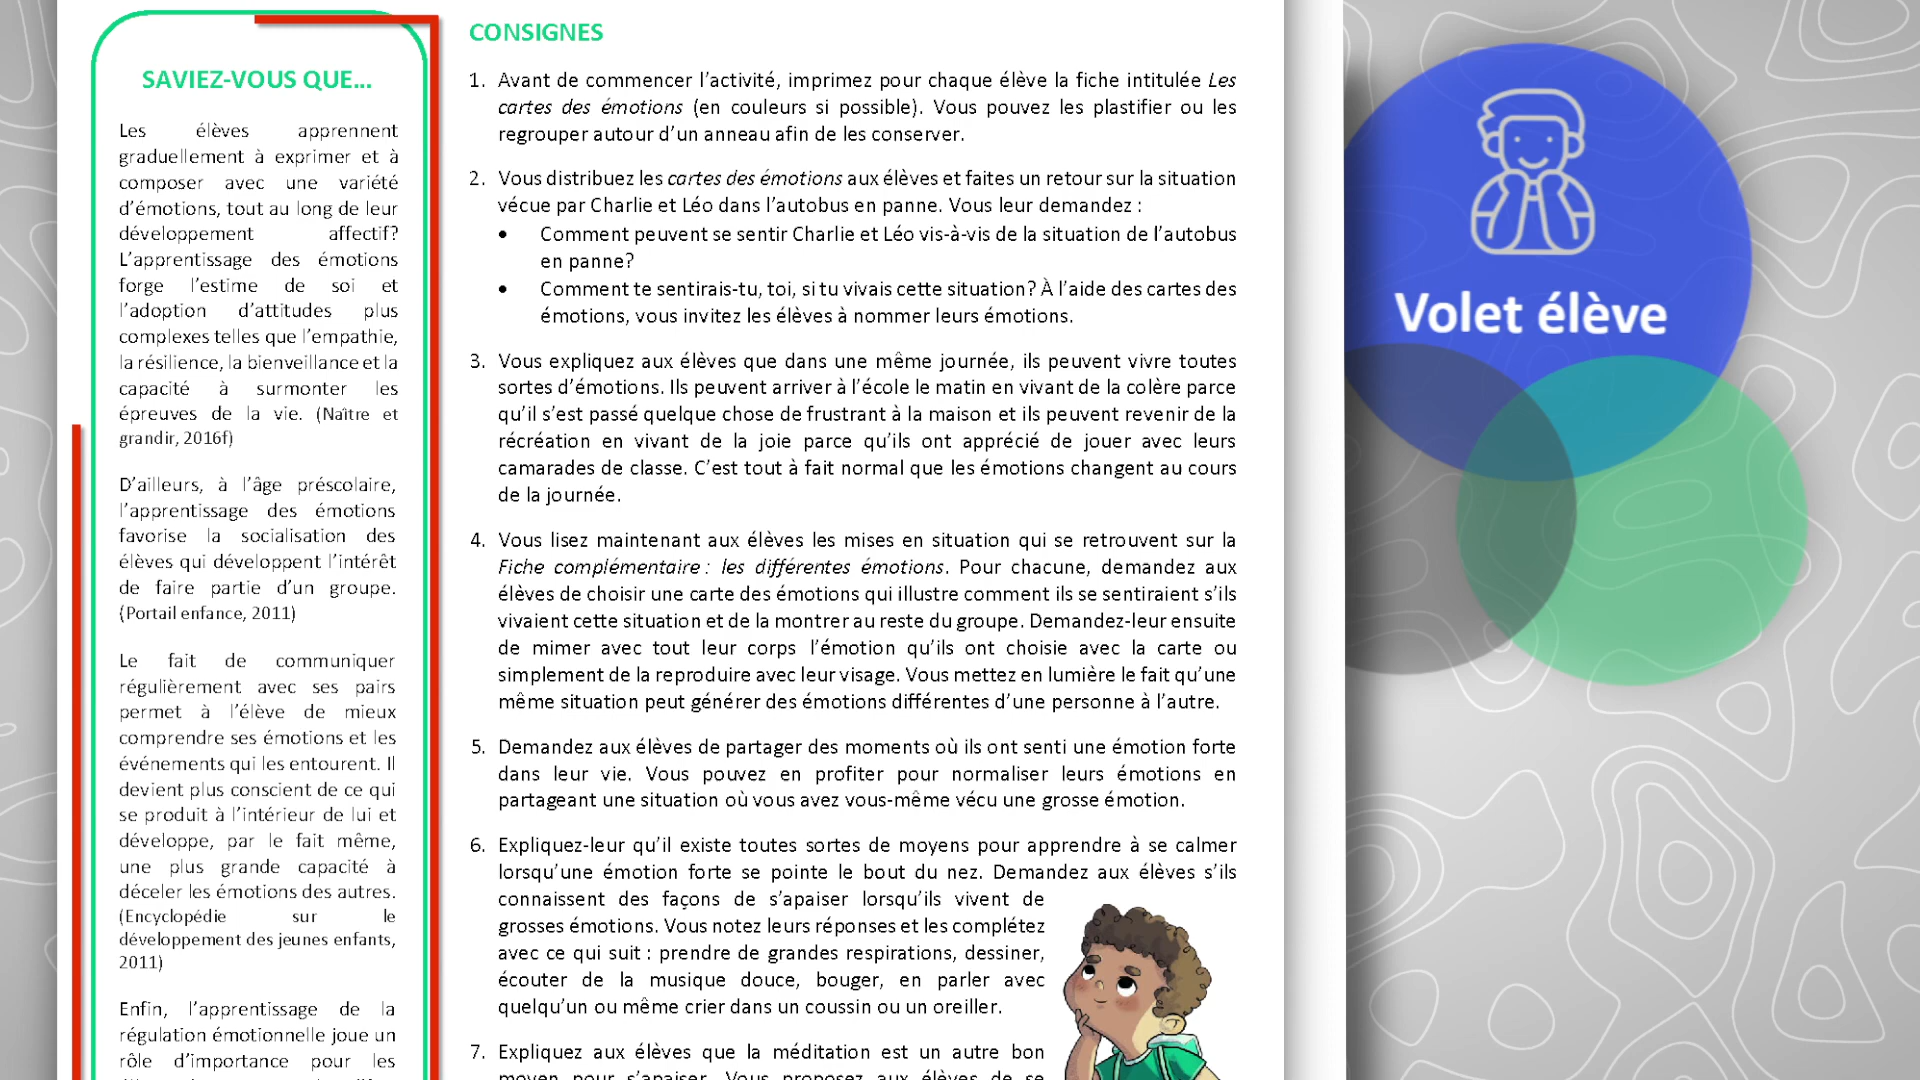 SAVIEZ-VOUS QUE...
Les élèves apprennent
graduellement à exprimer et à
composer avec une variété
d'émotions, tout au long de leur
développement affectif?
L'apprentissage des émotions
forge l'estime de soi et
l'adoption d'attitudes plus
complexes telles que l'empathie,
la résilience, la bienveillance et la
capacité à surmonter les
épreuves de la vie. (Naître et
grandir, 2016f)
D'ailleurs, à l'âge préscolaire,
l'apprentissage des émotions
favorise la socialisation des
élèves qui développent l'intérêt
de faire partie d'un groupe.
(Portail enfance, 2011)
Le fait de communiquer
régulièrement avec ses pairs
permet à l'élève de mieux
comprendre ses émotions et les
événements qui les entourent. Il
devient plus conscient de ce qui
se produit à l'intérieur de lui et
développe, par le fait même,
une plus grande capacité à
déceler les émotions des autres.
(Encyclopédie sur le
développement des jeunes enfants,
2011)
Enfin, l'apprentissage de la
régulation émotionnelle joue un
rôle d'importance pour les
CONSIGNES
1. Avant de commencer l'activité, imprimez pour chaque élève la fiche intitulée Les
cartes des émotions (en couleurs si possible). Vous pouvez les plastifier ou les
regrouper autour d'un anneau afin de les conserver.
2. Vous distribuez les cartes des émotions aux élèves et faites un retour sur la situation
vécue par Charlie et Léo dans l'autobus en panne. Vous leur demandez :
• Comment peuvent se sentir Charlie et Léo vis-à-vis de la situation de l'autobus
en panne?
• Comment te sentirais-tu, toi, si tu vivais cette situation? À l'aide des cartes des
émotions, vous invitez les élèves à nommer leurs émotions.
3. Vous expliquez aux élèves que dans une même journée, ils peuvent vivre toutes
sortes d'émotions. Ils peuvent arriver à l'école le matin en vivant de la colère parce
qu'il s'est passé quelque chose de frustrant à la maison et ils peuvent revenir de la
récréation en vivant de la joie parce qu'ils ont apprécié de jouer avec leurs
camarades de classe. C'est tout à fait normal que les émotions changent au cours
de la journée.
4. Vous lisez maintenant aux élèves les mises en situation qui se retrouvent sur la
Fiche complémentaire : les différentes émotions. Pour chacune, demandez aux
élèves de choisir une carte des émotions qui illustre comment ils se sentiraient s'ils
vivaient cette situation et de la montrer au reste du groupe. Demandez-leur ensuite
de mimer avec tout leur corps l'émotion qu'ils ont choisie avec la carte ou
simplement de la reproduire avec leur visage. Vous mettez en lumière le fait qu'une
même situation peut générer des émotions différentes d'une personne à l'autre.
5. Demandez aux élèves de partager des moments où ils ont senti une émotion forte
dans leur vie. Vous pouvez en profiter pour normaliser leurs émotions en
partageant une situation où vous avez vous-même vécu une grosse émotion.
6. Expliquez-leur qu'il existe toutes sortes de moyens pour apprendre à se calmer
lorsqu'une émotion forte se pointe le bout du nez. Demandez aux élèves s'ils
connaissent des façons de s'apaiser lorsqu'ils vivent de
grosses émotions. Vous notez leurs réponses et les complétez
avec ce qui suit : prendre de grandes respirations, dessiner,
écouter de la musique douce, bouger, en parler avec
quelqu'un ou même crier dans un coussin ou un oreiller.
7. Expliquez aux élèves que la méditation est un autre bon
moyen pour s'apaiser. Vous proposez aux élèves de se
Volet élève